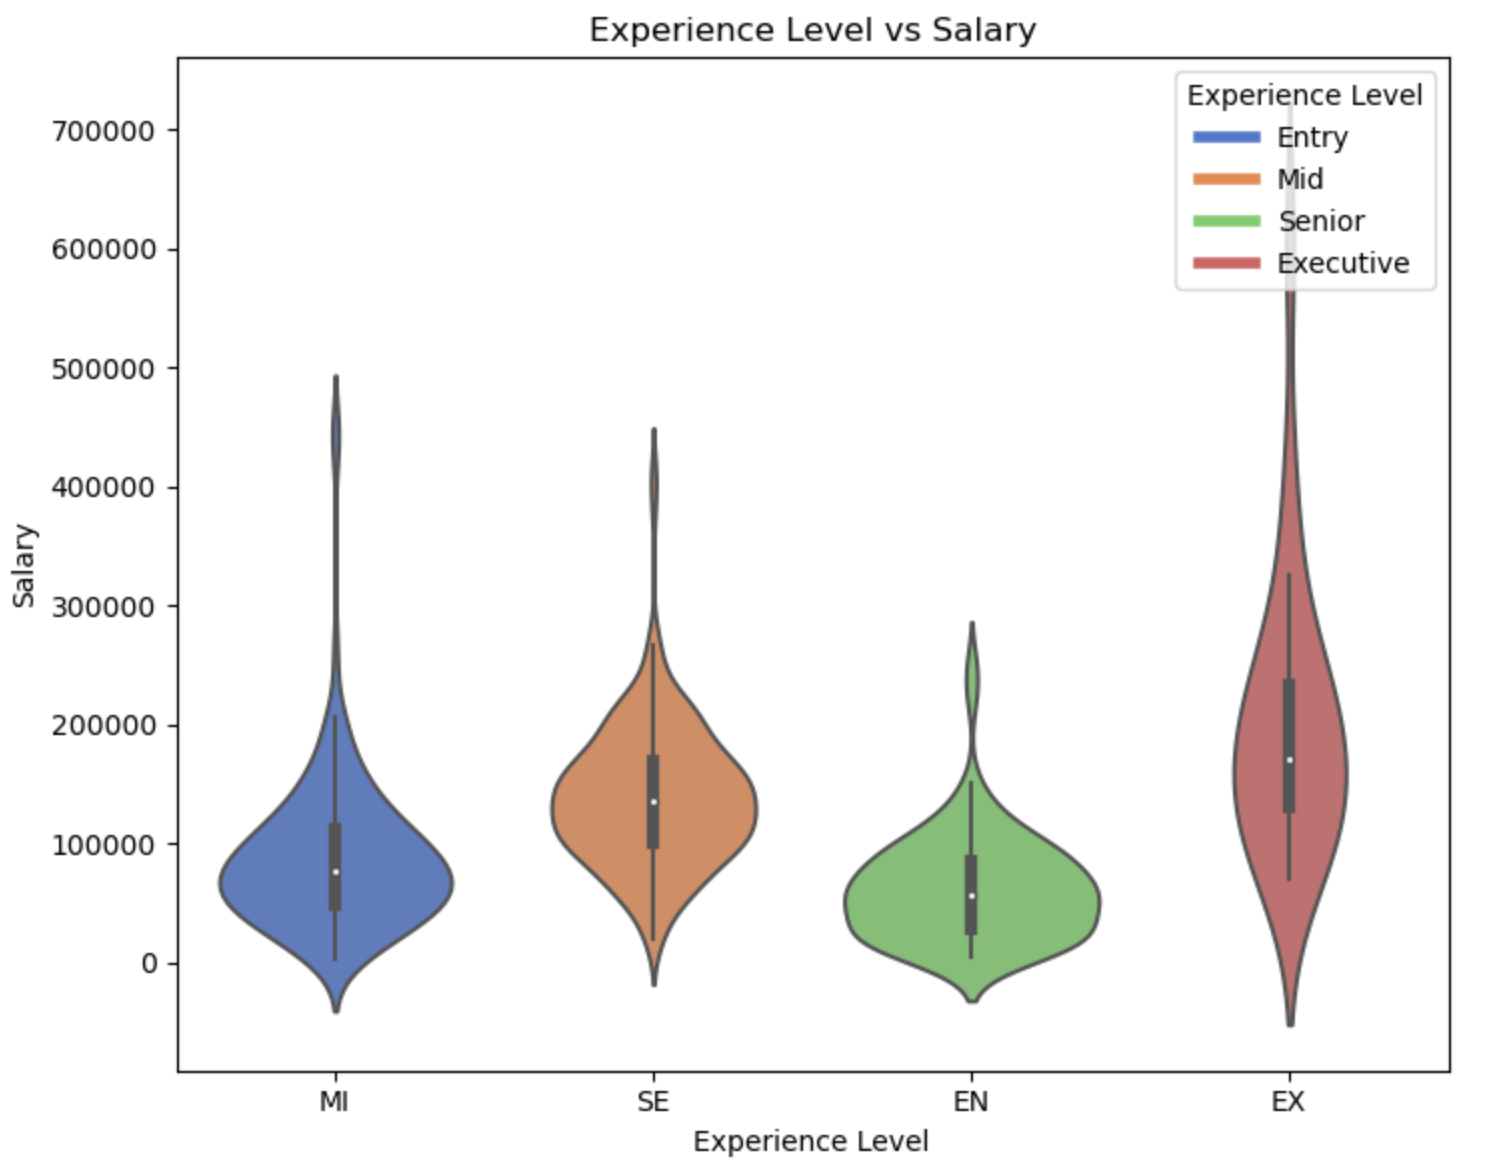 Experience Level vs Salary
Experience Level
Entry
Mid
Senior
Executive
700000
600000
500000
400000
300000
200000
100000
0
Salary
MI SE EN EX
Experience Level